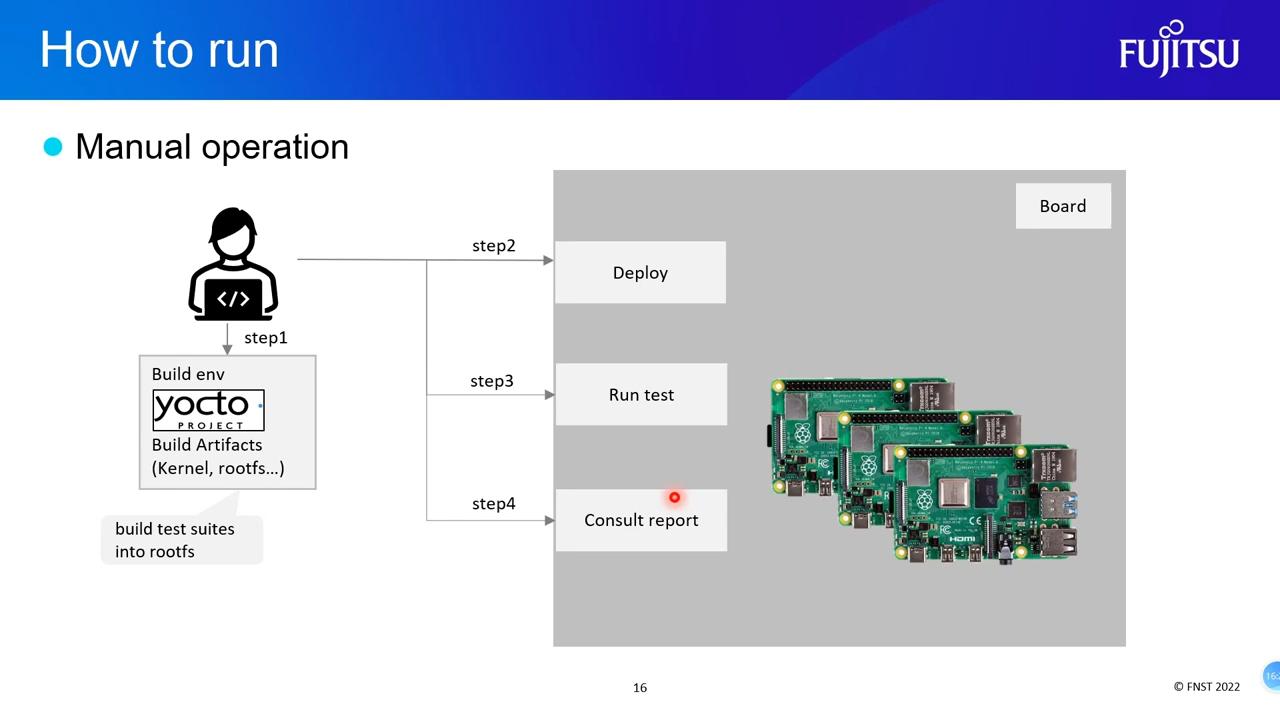 How to run
FUJITSU
Manual operation
Board
step2
Deploy
</>
step1
Build env
yocto
PROJECT
Build Artifacts
(Kernel, rootfs...)
step3
Run test
build test suites
into rootfs
step4
Consult report
HDMI
16
© FNST 2022